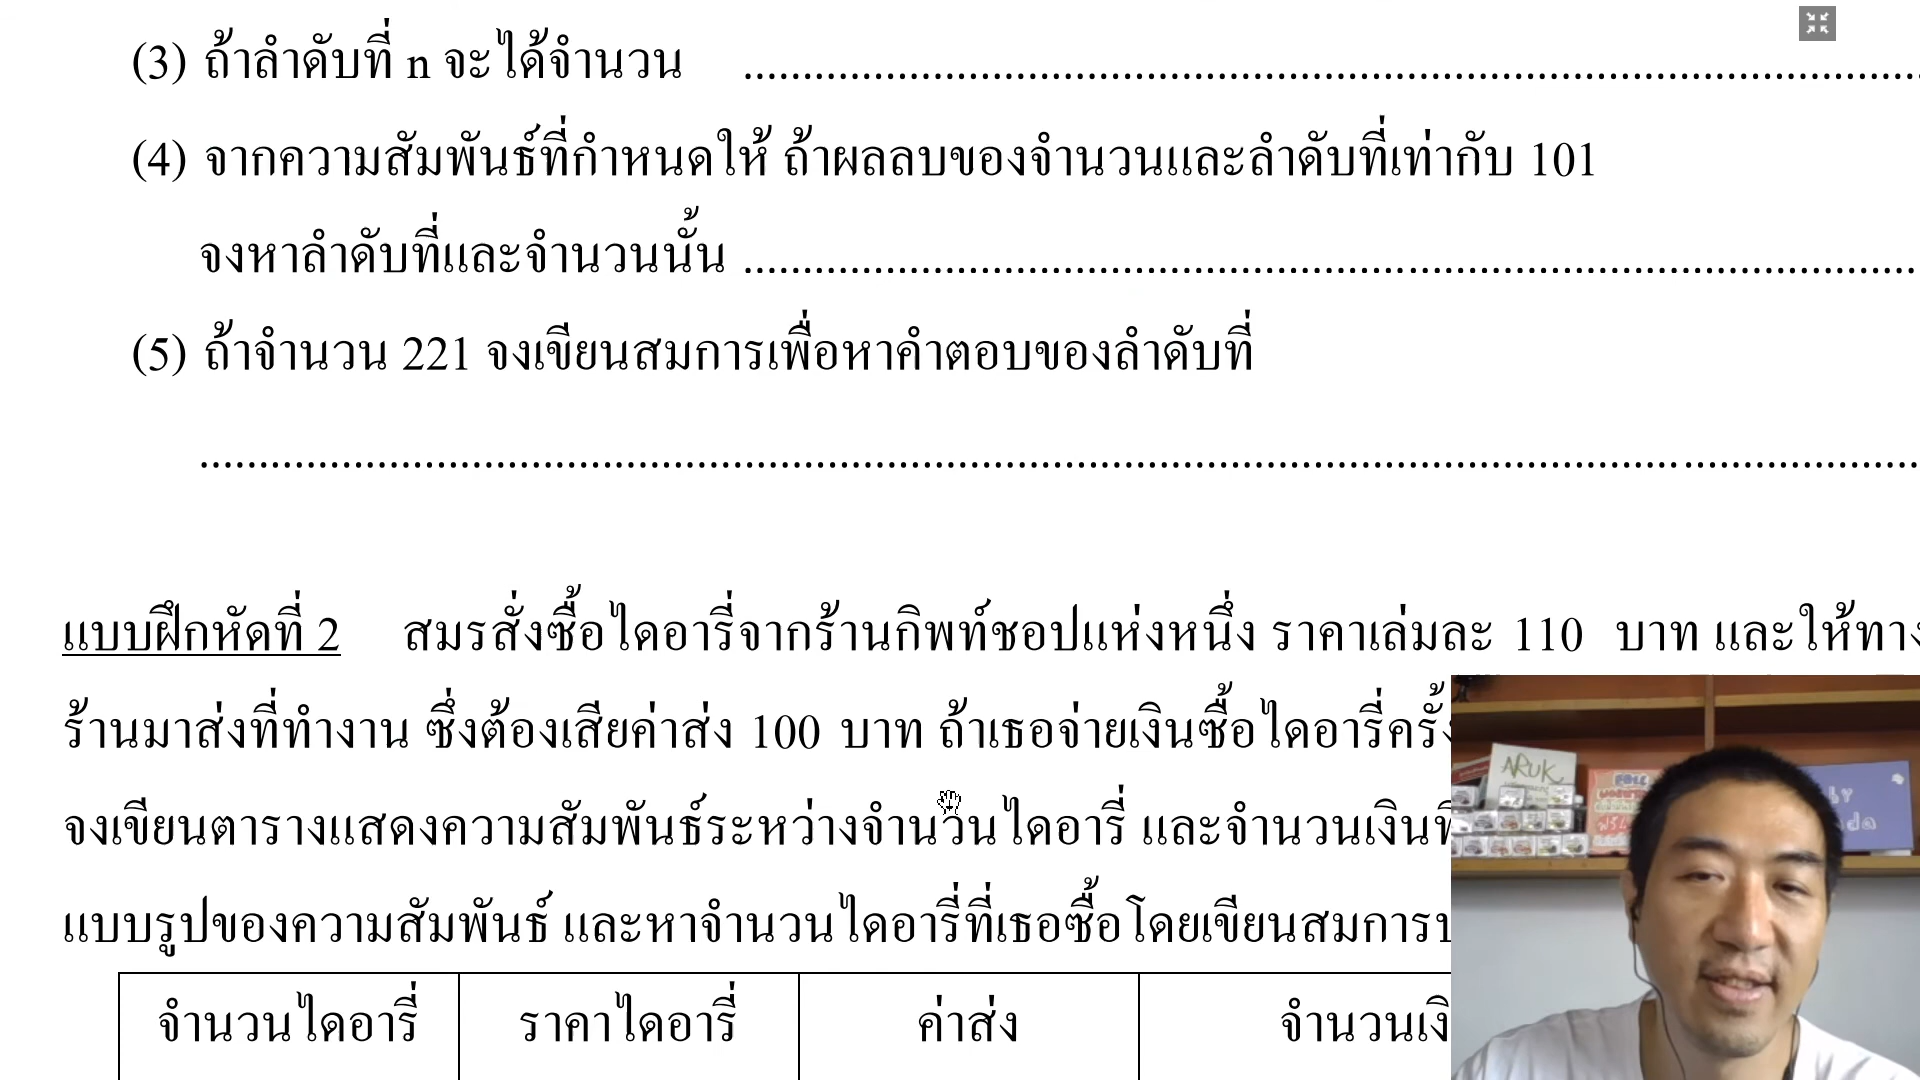 (3) ถ้าลำดับที่ n จะได้จำนวน ................................................................................
(4) จากความสัมพันธ์ที่กำหนดให้ ถ้าผลลบของจำนวนและลำดับที่เท่ากับ 101
จงหาลำดับที่และจำนวนนั้น ................................................................................
(5) ถ้าจำนวน 221 จงเขียนสมการเพื่อหาคำตอบของลำดับที่
................................................................................
แบบฝึกหัดที่ 2 สมรสั่งซื้อไดอารี่จากร้านกิพท์ชอปแห่งหนึ่ง ราคาเล่มละ 110 บาท และให้ทาง
ร้านมาส่งที่ทำงาน ซึ่งต้องเสียค่าส่ง 100 บาท ถ้าเธอจ่ายเงินซื้อไดอารี่ครั้ง
จงเขียนตารางแสดงความสัมพันธ์ระหว่างจำนวนไดอารี่ และจำนวนเงินที่
แบบรูปของความสัมพันธ์ และหาจำนวนไดอารี่ที่เธอซื้อโดยเขียนสมการ
จำนวนไดอารี่ ราคาไดอารี่ ค่าส่ง จำนวนเงิ
ARUK